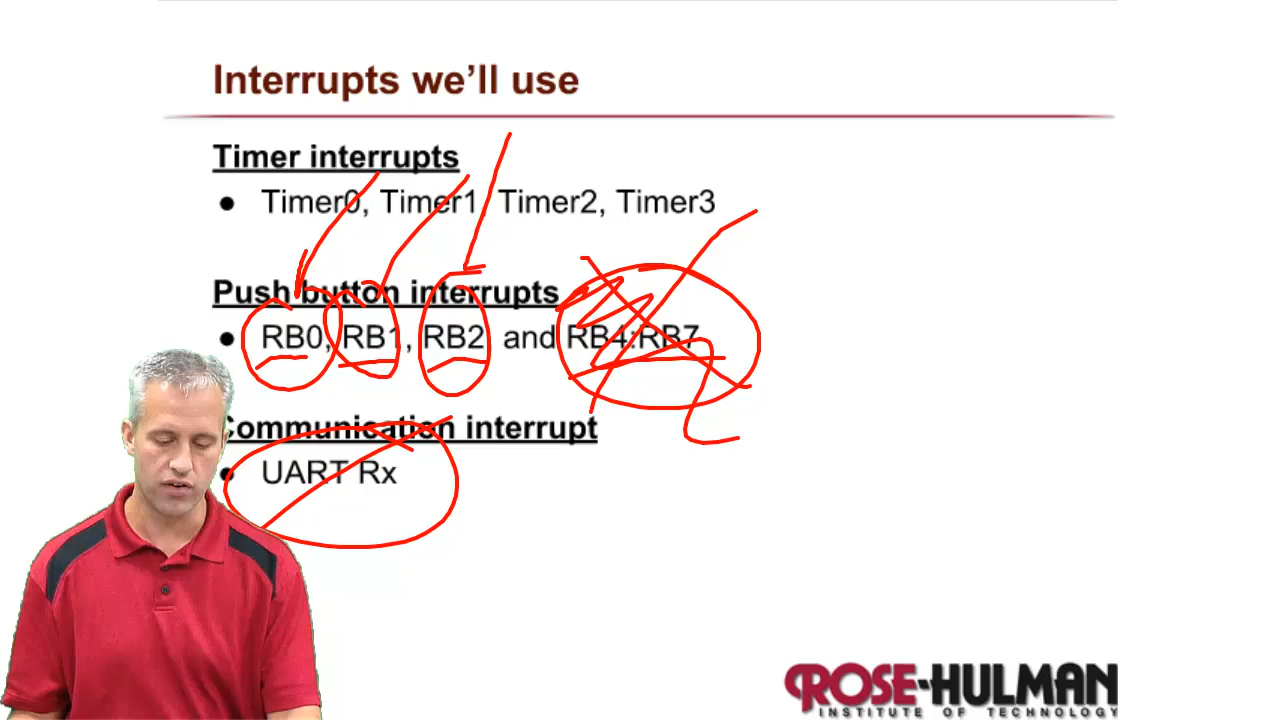 Interrupts we'll use
Timer interrupts
● Timer0, Timer1, Timer2, Timer3
Push button interrupts
● RB0, RB1, RB2 and RB4:RB7
Communication interrupt
● UART Rx
ROSE-HULMAN
INSTITUTE OF TECHNOLOGY